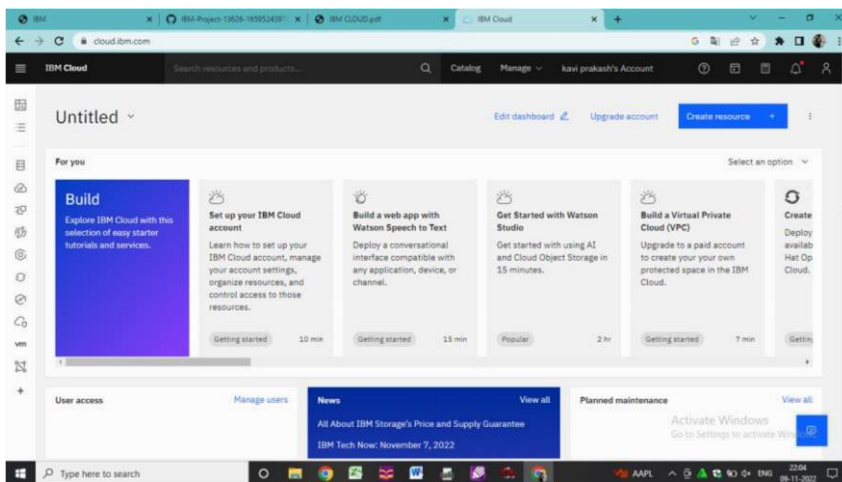 IBM
IBM-Project-13626-1659524397
IBM CLOUD.pdf
IBM Cloud
cloud.ibm.com
IBM Cloud
Search resources and products...
Catalog
Manage
kavi prakash's Account
Untitled
Edit dashboard
Upgrade account
Create resource +
For you
Select an option
Build
Explore IBM Cloud with this
selection of easy starter
tutorials and services.
Set up your IBM Cloud
account
Learn how to set up your
IBM Cloud account, manage
your account settings,
organize resources, and
control access to those
resources.
Getting started 10 min
Build a web app with
Watson Speech to Text
Deploy a conversational
interface compatible with
any application, device, or
channel.
Getting started 15 min
Get Started with Watson
Studio
Get started with using AI
and Cloud Object Storage in
15 minutes.
Popular 2 hr
Build a Virtual Private
Cloud (VPC)
Upgrade to a paid account
to create your your own
protected space in the IBM
Cloud.
Getting started 7 min
Create
Deploy
availab
Hat Op
Cloud.
Gettin
vm
User access
Manage users
News
View all
All About IBM Storage's Price and Supply Guarantee
IBM Tech Now: November 7, 2022
Planned maintenance
View all
Activate Windows
Go to Settings to activate
Type here to search
AAPL
ENG
22:04
09-11-2022